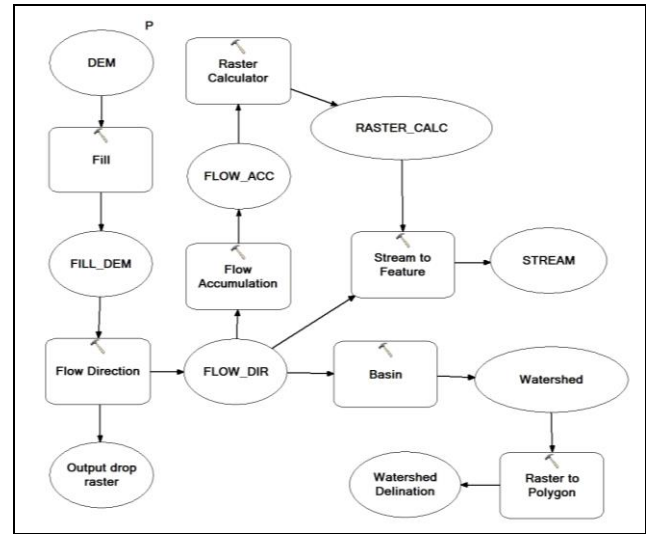 P
DEM
Fill
FILL_DEM
Flow Direction
Output drop
raster
Raster
Calculator
FLOW_ACC
Flow
Accumulation
FLOW_DIR
RASTER_CALC
Stream to
Feature
STREAM
Basin
Watershed
Raster to
Polygon
Watershed
Delination